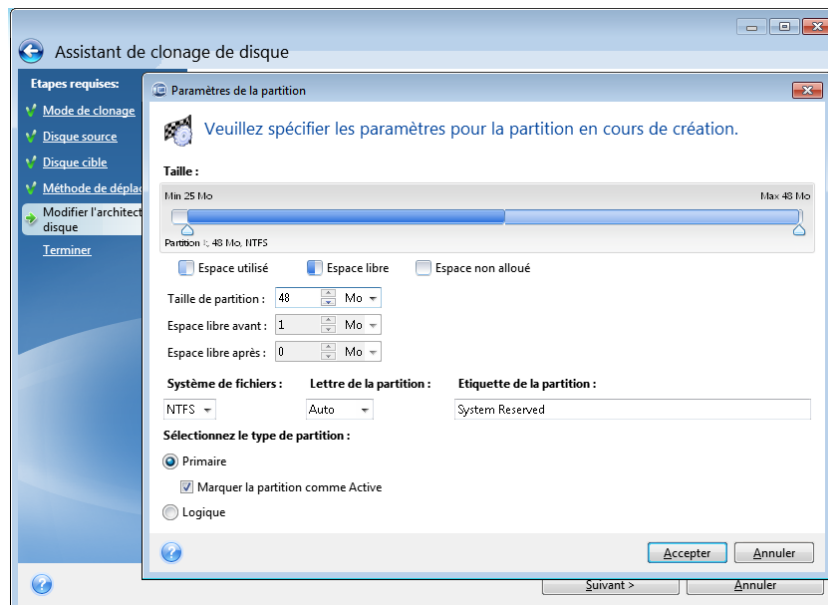 Assistant de clonage de disque
Etapes requises:
Mode de clonage
Disque source
Disque cible
Méthode de déplac
Modifier l'architect
disque
Terminer
Paramètres de la partition
Veuillez spécifier les paramètres pour la partition en cours de création.
Taille :
Min 25 Mo Max 48 Mo
Partition 48 Mo, NTFS
Espace utilisé Espace libre Espace non alloué
Taille de partition : 48 Mo
Espace libre avant : 1 Mo
Espace libre après : 0 Mo
Système de fichiers : Lettre de la partition : Etiquette de la partition :
NTFS Auto System Reserved
Sélectionnez le type de partition :
Primaire
Marquer la partition comme Active
Logique
Accepter Annuler
Suivant > Annuler